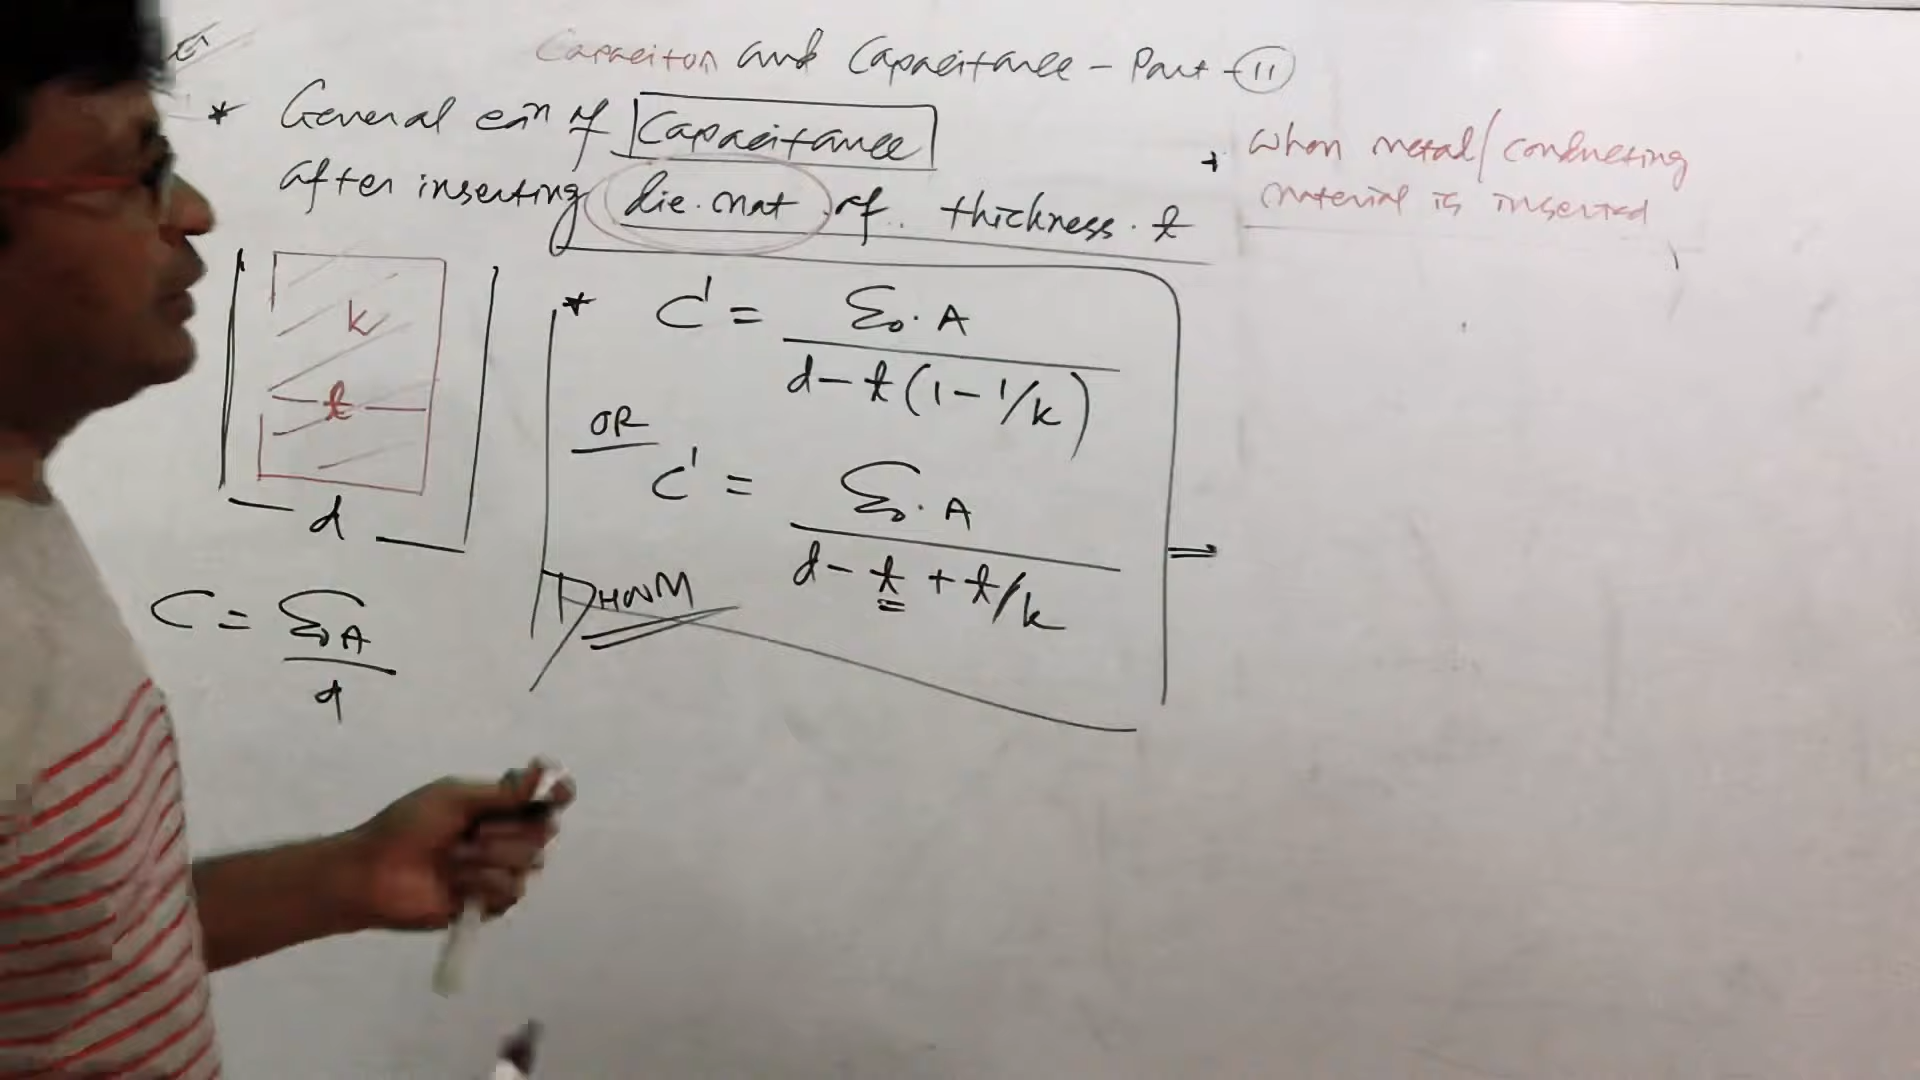 Capacitor and Capacitance - Part - 11
* General eqn of Capacitance
after inserting die. mat of. thickness. t
k
t
d
C = ε₀A
d
* C' = ε₀. A
d - t (1 - 1/k)
OR
C' = ε₀. A
d - t + t/k
DHNM
=>
+ When metal/conducting
material is inserted